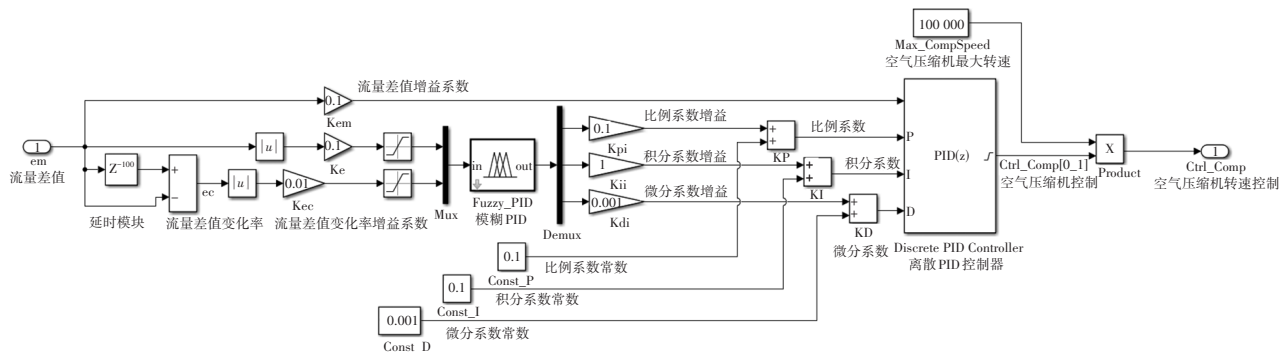 1
em
流量差值
Z⁻¹⁰⁰
延时模块
+
−
ec
流量差值变化率
|u|
|u|
0.1
Kem
流量差值增益系数
0.1
Ke
0.01
Kec
流量差值变化率增益系数
Mux
in
out
Fuzzy_PID
模糊PID
Demux
0.1
Kpi
比例系数增益
1
Kii
积分系数增益
0.001
Kdi
微分系数增益
0.1
Const_P
比例系数常数
0.1
Const_I
积分系数常数
0.001
Const_D
微分系数常数
+
+
KP
比例系数
+
+
KI
积分系数
+
+
KD
微分系数
100 000
Max_CompSpeed
空气压缩机最大转速
P
I
D
PID(z)
Discrete PID Controller
离散PID控制器
Ctrl_Comp[0_1]
空气压缩机控制
X
Product
1
Ctrl_Comp
空气压缩机转速控制